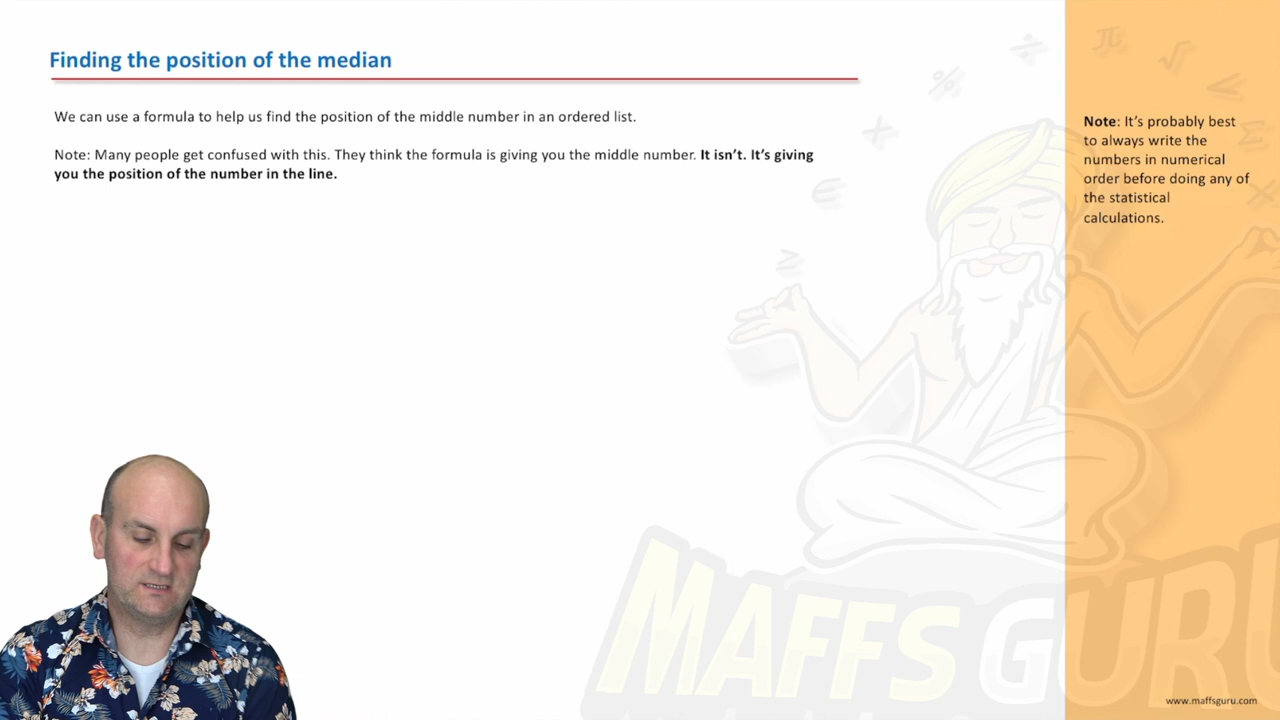 Finding the position of the median
We can use a formula to help us find the position of the middle number in an ordered list.
Note: Many people get confused with this. They think the formula is giving you the middle number. It isn’t. It’s giving
you the position of the number in the line.
Note: It’s probably best
to always write the
numbers in numerical
order before doing any of
the statistical
calculations.
MAFFS GURU
www.maffsguru.com